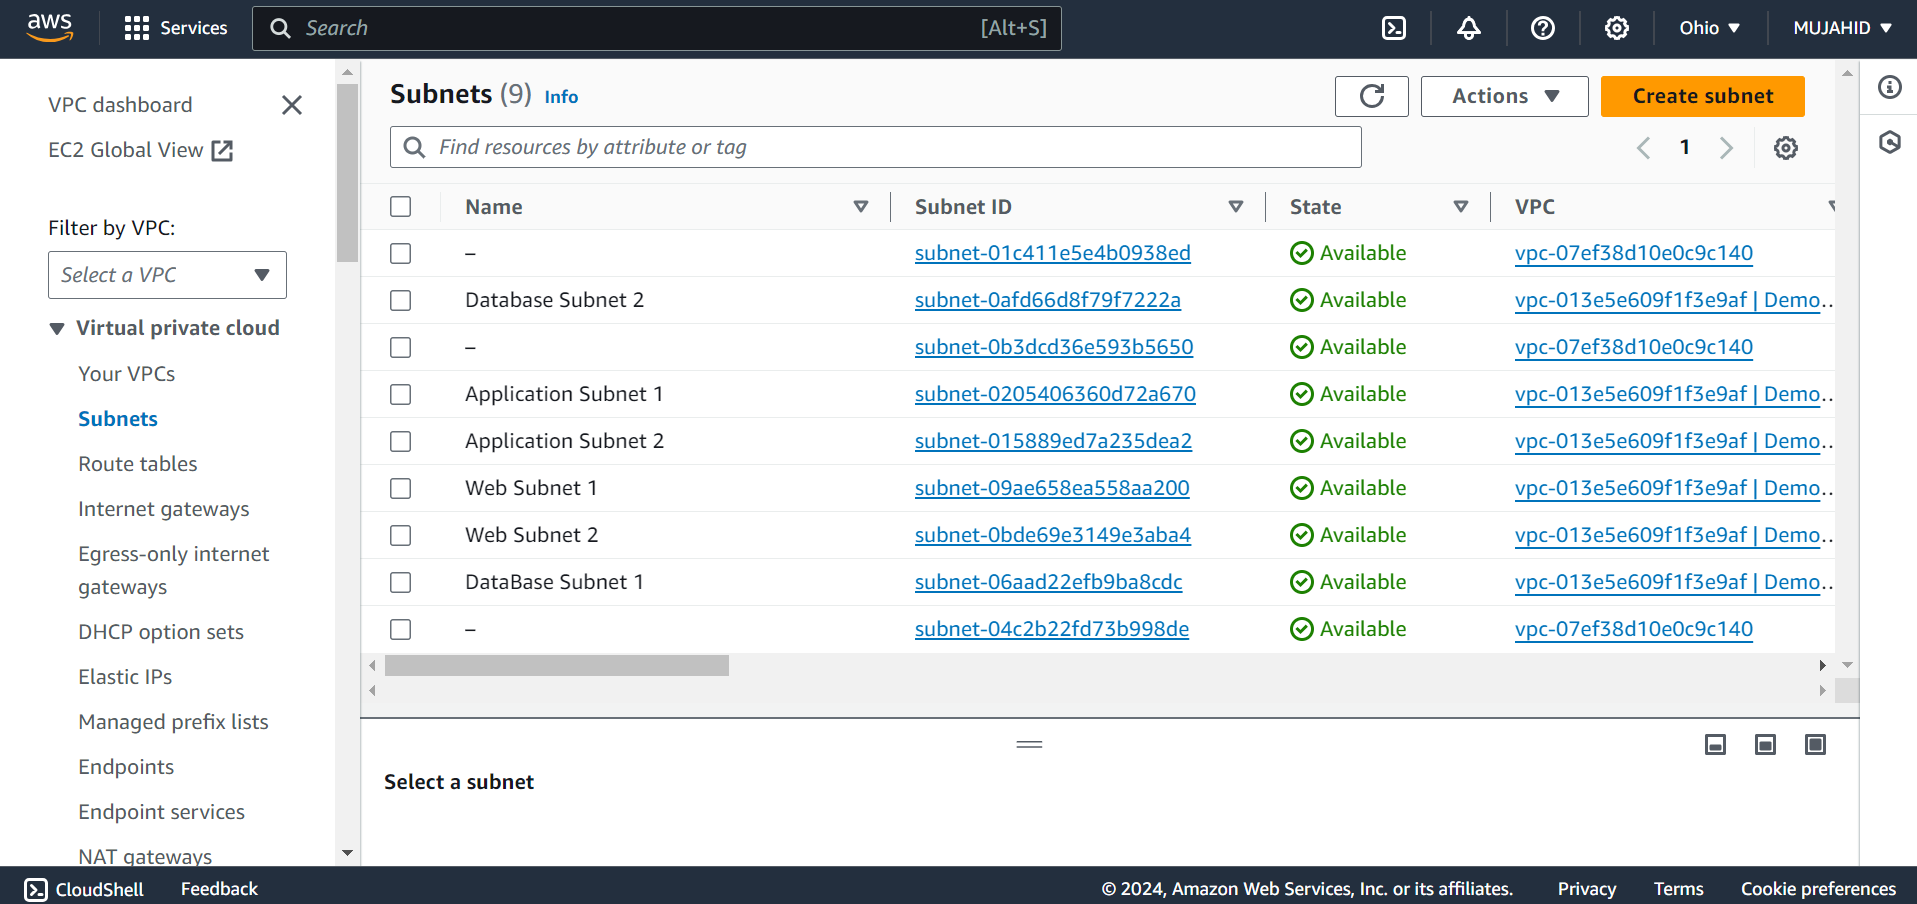 aws Services Search [Alt+S] Ohio MUJAHID
VPC dashboard
EC2 Global View
Filter by VPC:
Select a VPC
Virtual private cloud
Your VPCs
Subnets
Route tables
Internet gateways
Egress-only internet
gateways
DHCP option sets
Elastic IPs
Managed prefix lists
Endpoints
Endpoint services
NAT gateways
Subnets (9) Info Actions Create subnet
Find resources by attribute or tag 1
Name Subnet ID State VPC
– subnet-01c411e5e4b0938ed Available vpc-07ef38d10e0c9c140
Database Subnet 2 subnet-0afd66d8f79f7222a Available vpc-013e5e609f1f3e9af | Demo…
– subnet-0b3dcd36e593b5650 Available vpc-07ef38d10e0c9c140
Application Subnet 1 subnet-0205406360d72a670 Available vpc-013e5e609f1f3e9af | Demo…
Application Subnet 2 subnet-015889ed7a235dea2 Available vpc-013e5e609f1f3e9af | Demo…
Web Subnet 1 subnet-09ae658ea558aa200 Available vpc-013e5e609f1f3e9af | Demo…
Web Subnet 2 subnet-0bde69e3149e3aba4 Available vpc-013e5e609f1f3e9af | Demo…
DataBase Subnet 1 subnet-06aad22efb9ba8cdc Available vpc-013e5e609f1f3e9af | Demo…
– subnet-04c2b22fd73b998de Available vpc-07ef38d10e0c9c140
Select a subnet
CloudShell Feedback © 2024, Amazon Web Services, Inc. or its affiliates. Privacy Terms Cookie preferences